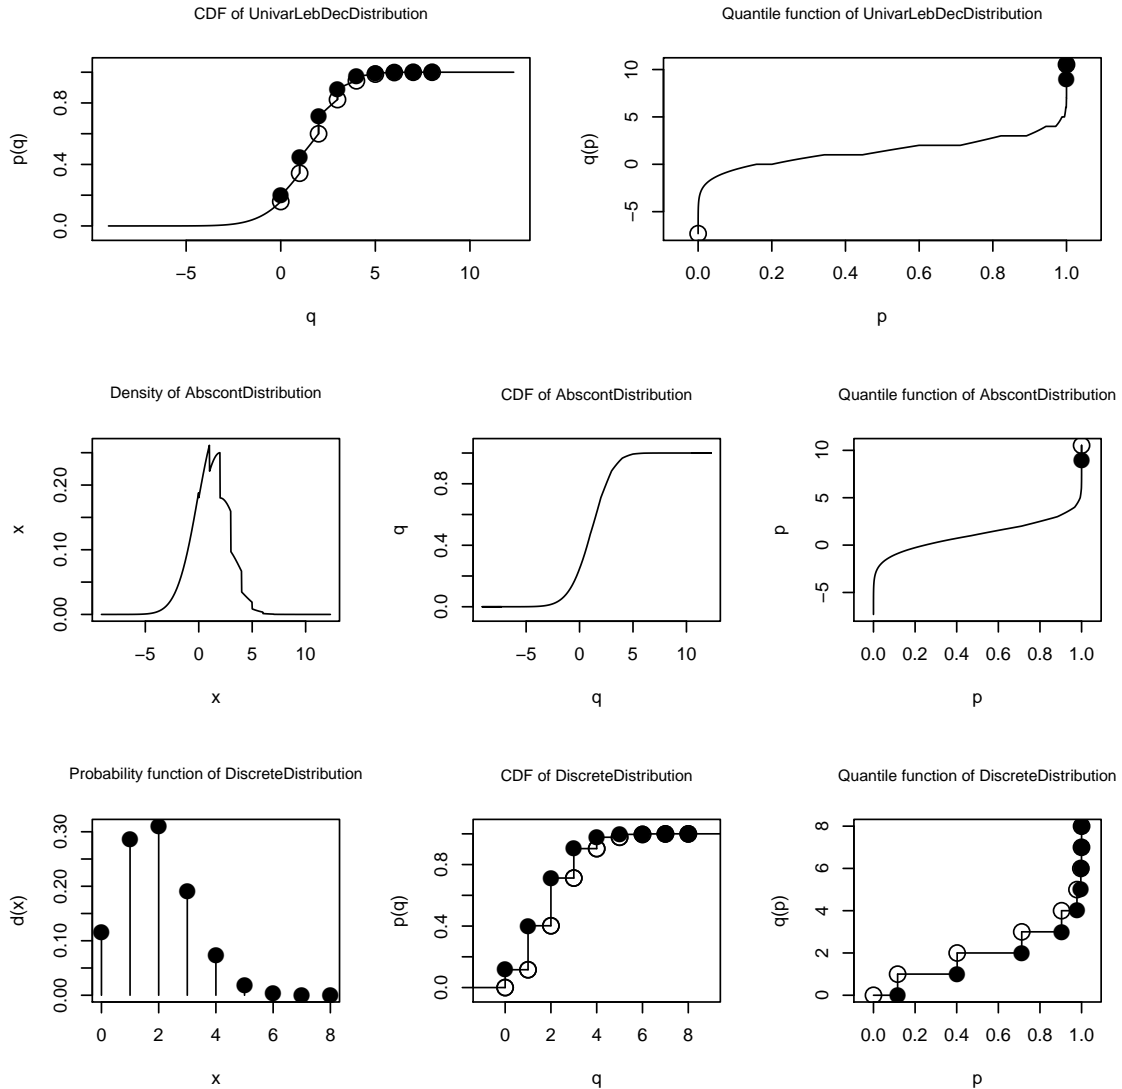 CDF of UnivarLebDecDistribution
p(q)
0.0 0.4 0.8
−5 0 5 10
q
Quantile function of UnivarLebDecDistribution
q(p)
−5 0 5 10
0.0 0.2 0.4 0.6 0.8 1.0
p
Density of AbscontDistribution
x
0.00 0.10 0.20
−5 0 5 10
x
CDF of AbscontDistribution
q
0.0 0.4 0.8
−5 0 5 10
q
Quantile function of AbscontDistribution
p
−5 0 5 10
0.0 0.2 0.4 0.6 0.8 1.0
p
Probability function of DiscreteDistribution
d(x)
0.00 0.10 0.20 0.30
0 2 4 6 8
x
CDF of DiscreteDistribution
p(q)
0.0 0.4 0.8
0 2 4 6 8
q
Quantile function of DiscreteDistribution
q(p)
0 2 4 6 8
0.0 0.2 0.4 0.6 0.8 1.0
p